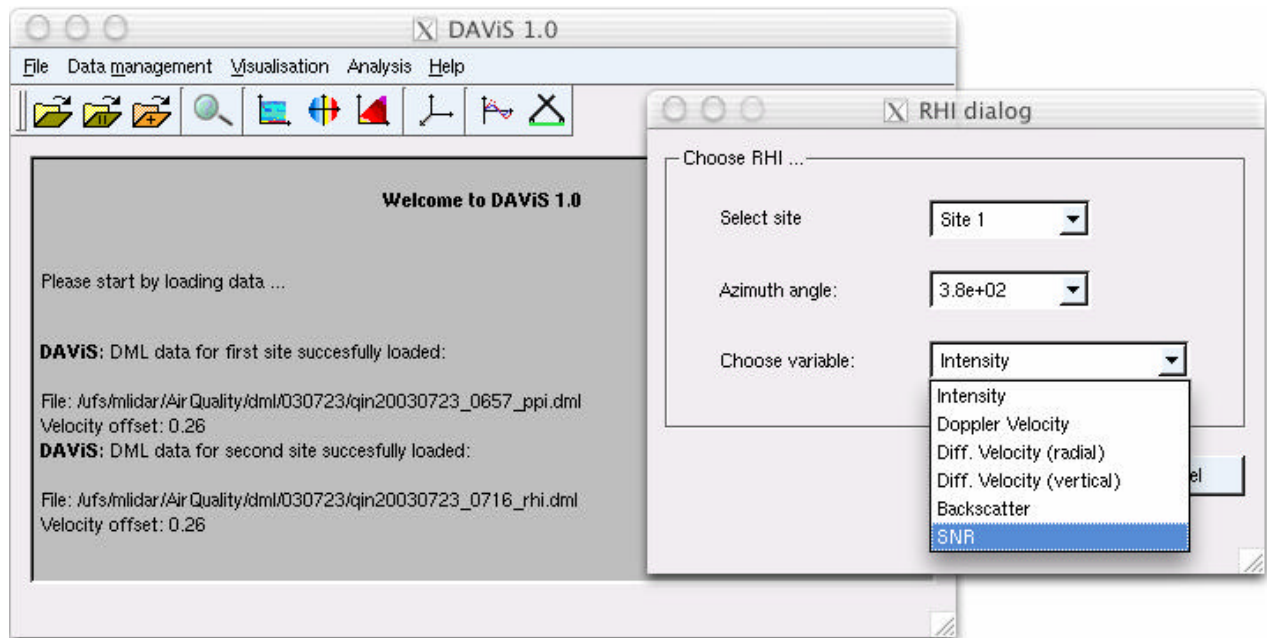 DAViS 1.0
File Data management Visualisation Analysis Help
Welcome to DAViS 1.0
Please start by loading data ...
DAViS: DML data for first site succesfully loaded:
File: /ufs/mlidar/AirQuality/dml/030723/qin20030723_0657_ppi.dml
Velocity offset: 0.26
DAViS: DML data for second site succesfully loaded:
File: /ufs/mlidar/AirQuality/dml/030723/qin20030723_0716_rhi.dml
Velocity offset: 0.26
RHI dialog
Choose RHI ...
Select site Site 1
Azimuth angle: 3.8e+02
Choose variable: Intensity
Intensity
Doppler Velocity
Diff. Velocity (radial)
Diff. Velocity (vertical)
Backscatter
SNR
el